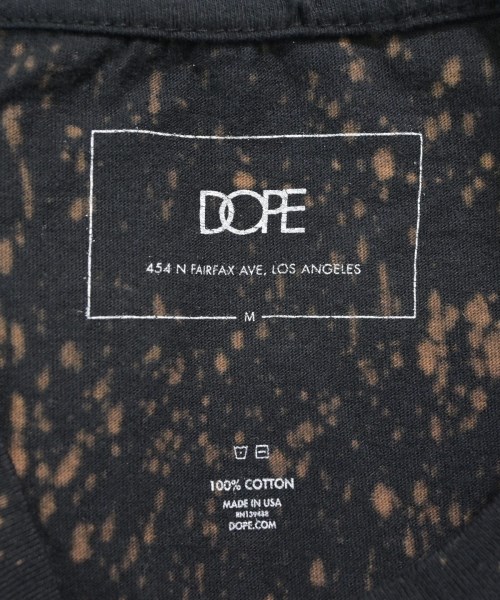 DOPE
454 N FAIRFAX AVE, LOS ANGELES
M
100% COTTON
MADE IN USA
RN139488
DOPE.COM